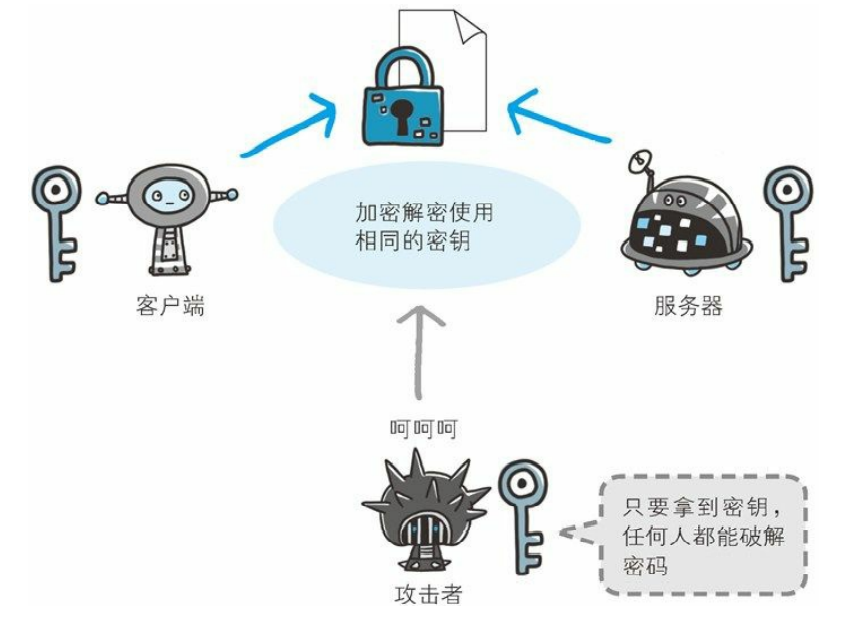 加密解密使用
相同的密钥
客户端
服务器
呵呵呵
只要拿到密钥，
任何人都能破解
密码
攻击者